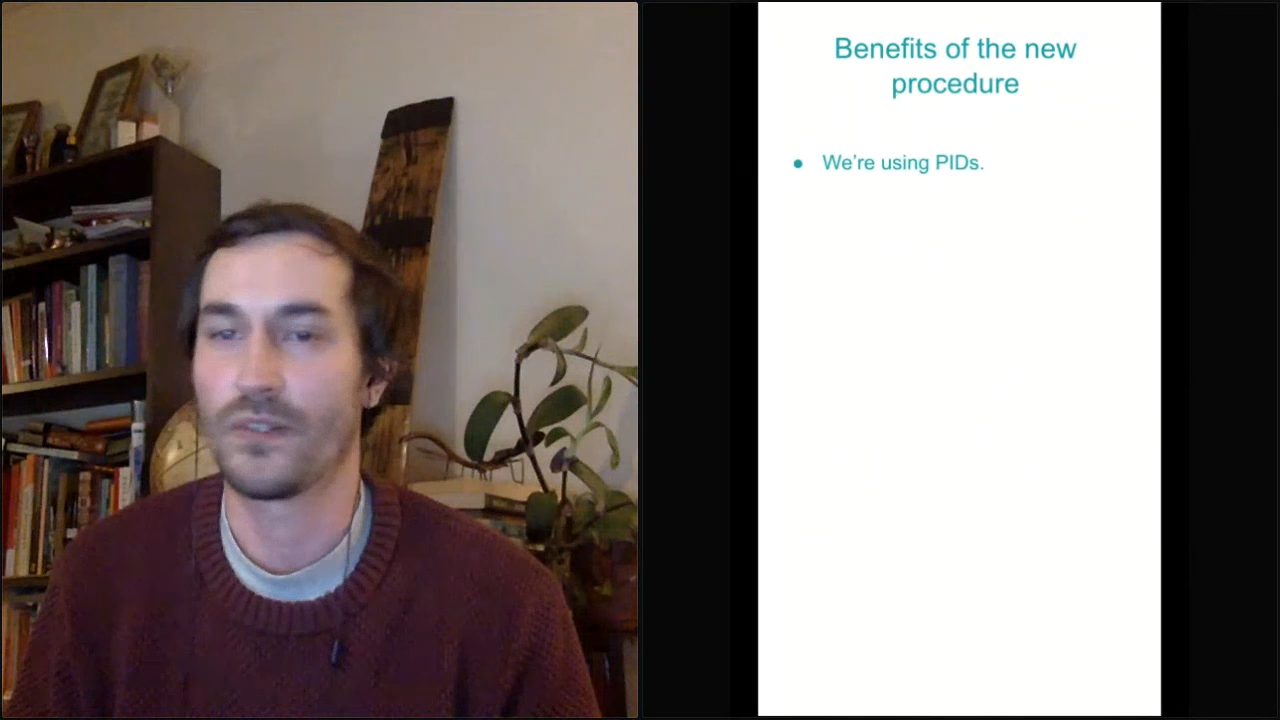 Benefits of the new
procedure
● We're using PIDs.